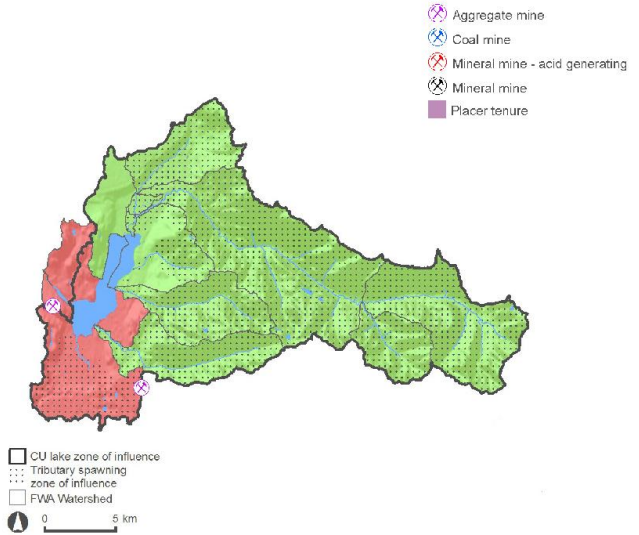 Aggregate mine
Coal mine
Mineral mine - acid generating
Mineral mine
Placer tenure
CU lake zone of influence
Tributary spawning
zone of influence
FWA Watershed
0 5 km